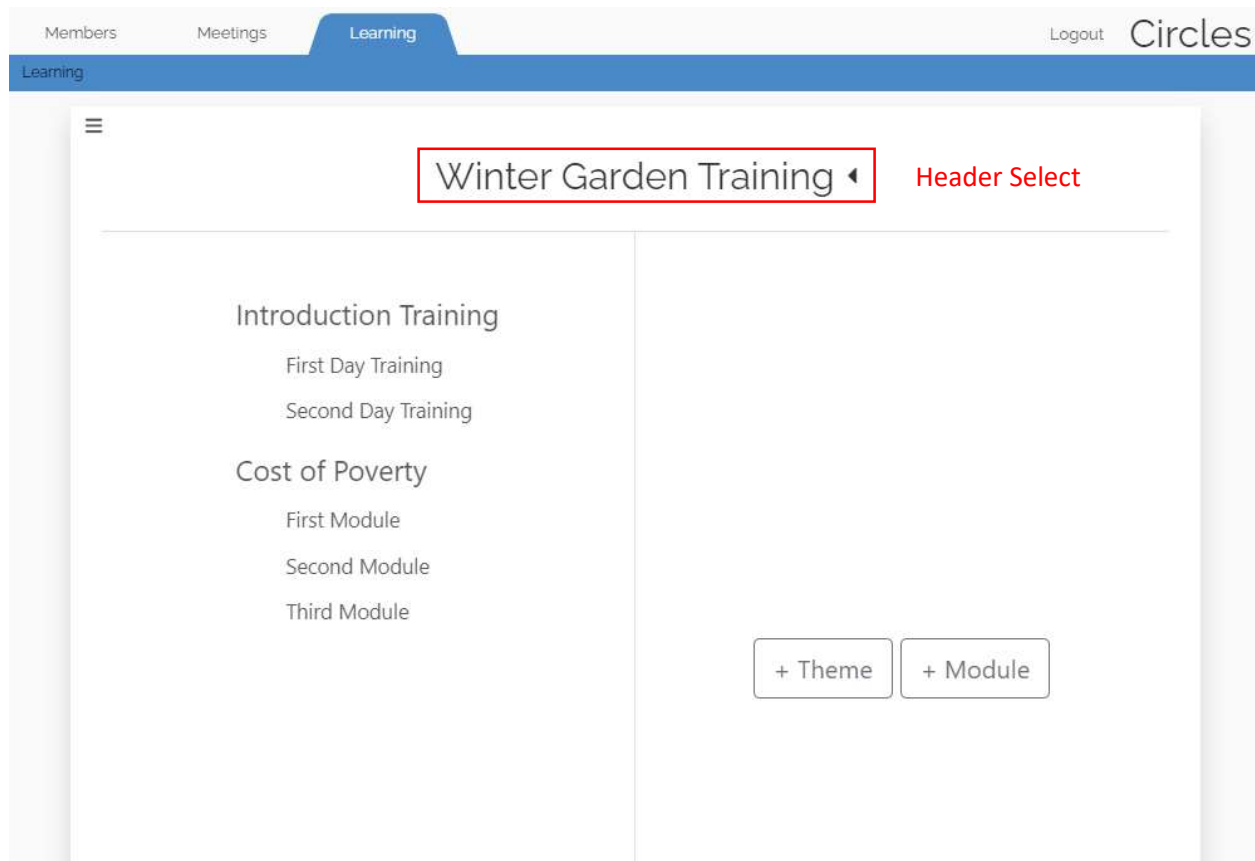 Members Meetings Learning Logout Circles
Learning
Winter Garden Training Header Select
Introduction Training
First Day Training
Second Day Training
Cost of Poverty
First Module
Second Module
Third Module
+ Theme + Module